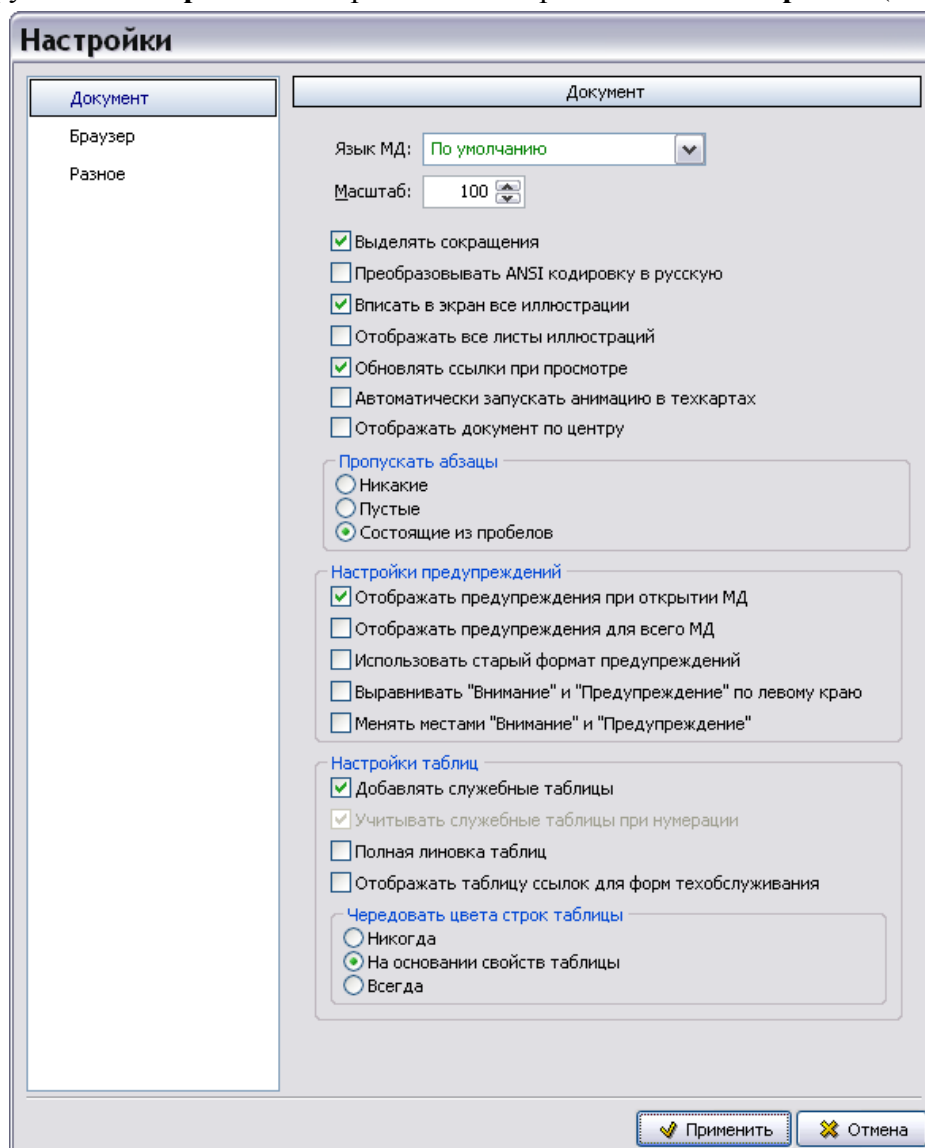 Настройки
Документ
Браузер
Разное
Документ
Язык МД: По умолчанию
Масштаб: 100
Выделять сокращения
Преобразовывать ANSI кодировку в русскую
Вписать в экран все иллюстрации
Отображать все листы иллюстраций
Обновлять ссылки при просмотре
Автоматически запускать анимацию в техкартах
Отображать документ по центру
Пропускать абзацы
Никакие
Пустые
Состоящие из пробелов
Настройки предупреждений
Отображать предупреждения при открытии МД
Отображать предупреждения для всего МД
Использовать старый формат предупреждений
Выравнивать "Внимание" и "Предупреждение" по левому краю
Менять местами "Внимание" и "Предупреждение"
Настройки таблиц
Добавлять служебные таблицы
Учитывать служебные таблицы при нумерации
Полная линовка таблиц
Отображать таблицу ссылок для форм техобслуживания
Чередовать цвета строк таблицы
Никогда
На основании свойств таблицы
Всегда
Применить Отмена